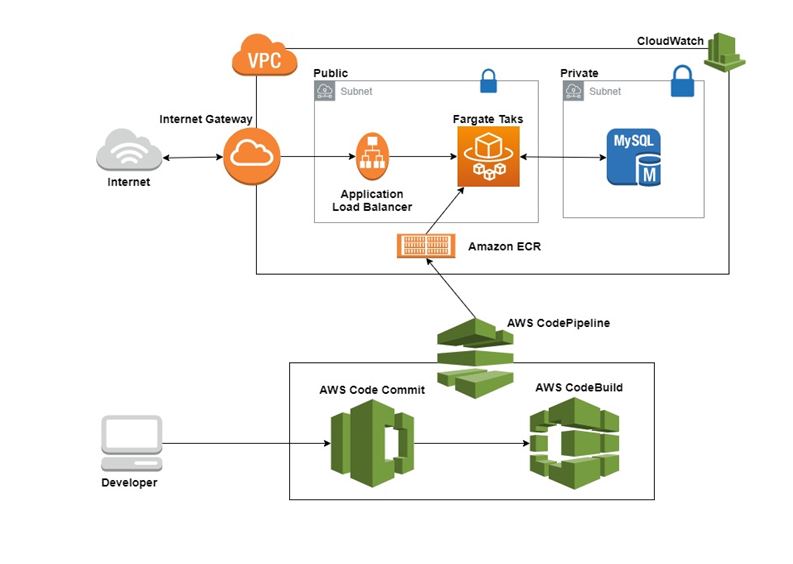 VPC
CloudWatch
Public
Subnet
Private
Subnet
Internet Gateway
Fargate Taks
Internet
Application
Load Balancer
MySQL
M
Amazon ECR
AWS CodePipeline
AWS Code Commit
AWS CodeBuild
Developer